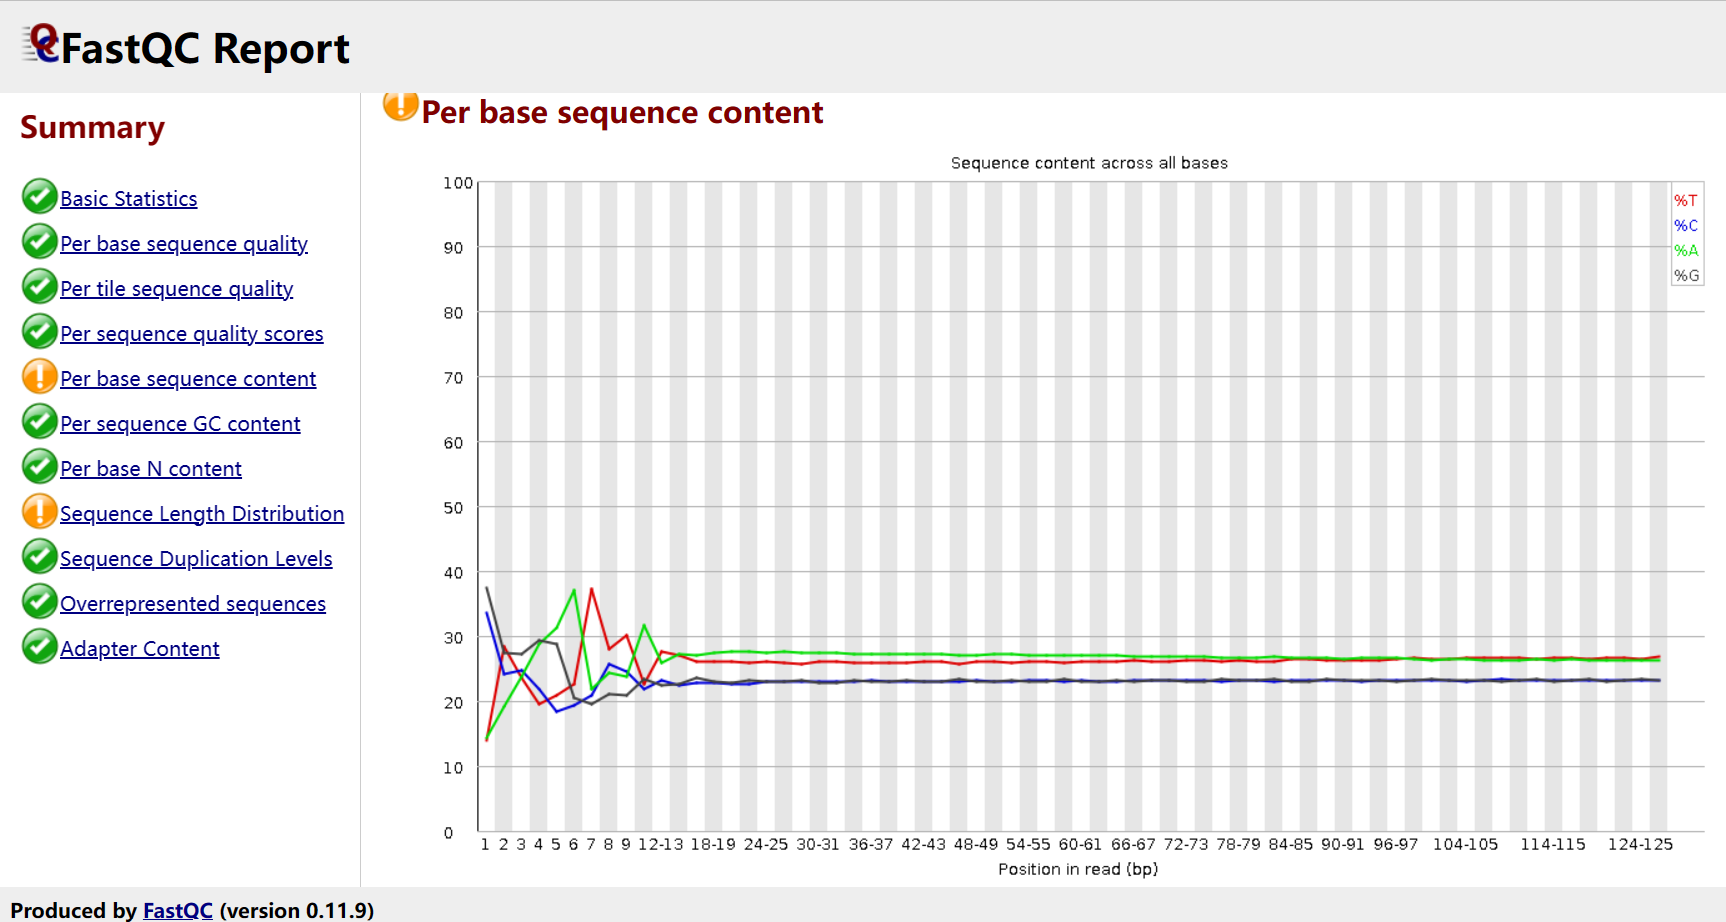 FastQC Report
Summary
Basic Statistics
Per base sequence quality
Per tile sequence quality
Per sequence quality scores
Per base sequence content
Per sequence GC content
Per base N content
Sequence Length Distribution
Sequence Duplication Levels
Overrepresented sequences
Adapter Content
Per base sequence content
Sequence content across all bases
%T
%C
%A
%G
100
90
80
70
60
50
40
30
20
10
0
1 2 3 4 5 6 7 8 9 12-13 18-19 24-25 30-31 36-37 42-43 48-49 54-55 60-61 66-67 72-73 78-79 84-85 90-91 96-97 104-105 114-115 124-125
Position in read (bp)
Produced by FastQC (version 0.11.9)